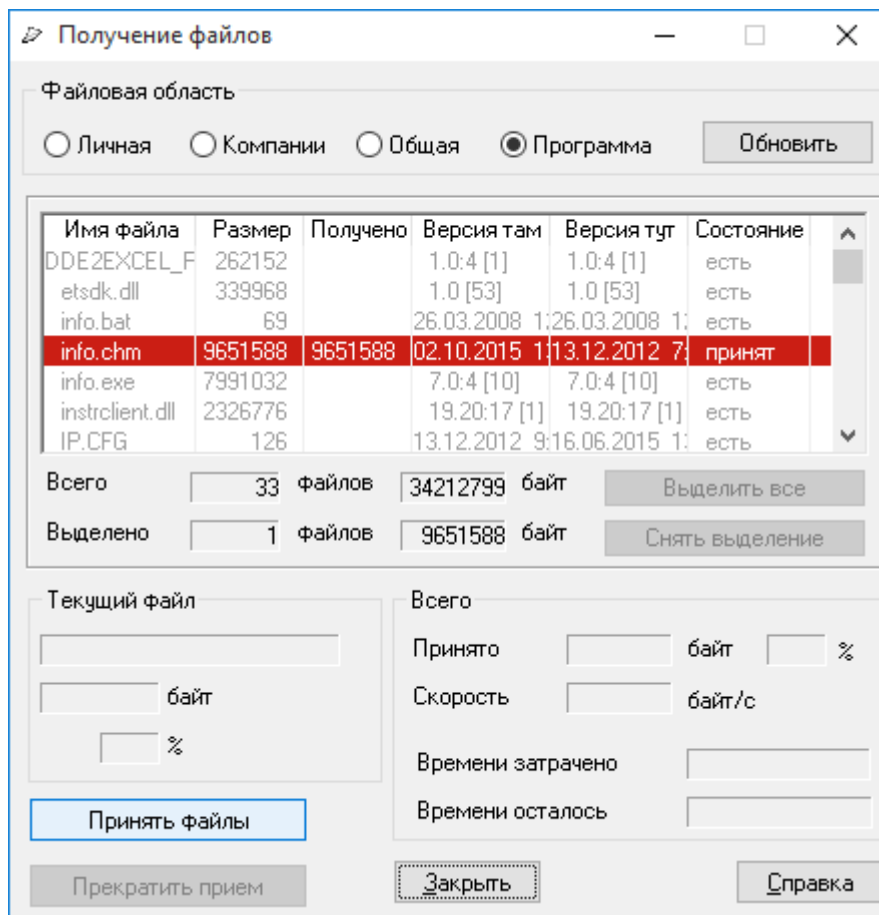 Получение файлов
Файловая область
Личная Компании Общая Программа Обновить
Имя файла Размер Получено Версия там Версия тут Состояние
DDE2EXCEL_F 262152 1.0:4 [1] 1.0:4 [1] есть
etsdk.dll 339968 1.0 [53] 1.0 [53] есть
info.bat 69 26.03.2008 1: 26.03.2008 1: есть
info.chm 9651588 9651588 02.10.2015 1: 13.12.2012 7: принят
info.exe 7991032 7.0:4 [10] 7.0:4 [10] есть
instrclient.dll 2326776 19.20:17 [1] 19.20:17 [1] есть
IP.CFG 126 13.12.2012 9: 16.06.2015 1: есть
Всего 33 файлов 34212799 байт Выделить все
Выделено 1 файлов 9651588 байт Снять выделение
Текущий файл
байт
%
Всего
Принято байт %
Скорость байт/с
Времени затрачено
Времени осталось
Принять файлы
Прекратить прием Закрыть Справка